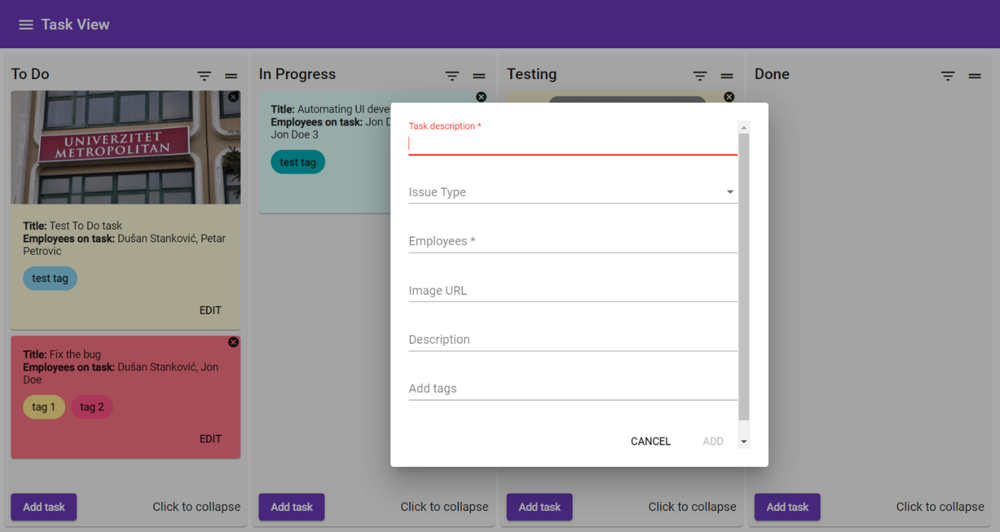 Task View
To Do
UNIVERZITET
METROPOLITAN
Title: Test To Do task
Employees on task: Dušan Stanković, Petar
Petrovic
test tag
EDIT
Title: Fix the bug
Employees on task: Dušan Stanković, Jon
Doe
tag 1 tag 2
EDIT
Add task Click to collapse
In Progress
Title: Automating UI
Employees on task: Jon
Jon Doe 3
test tag
Add task Click to collapse
Testing
Add task Click to collapse
Done
Add task Click to collapse
Task description *
Issue Type
Employees *
Image URL
Description
Add tags
CANCEL ADD